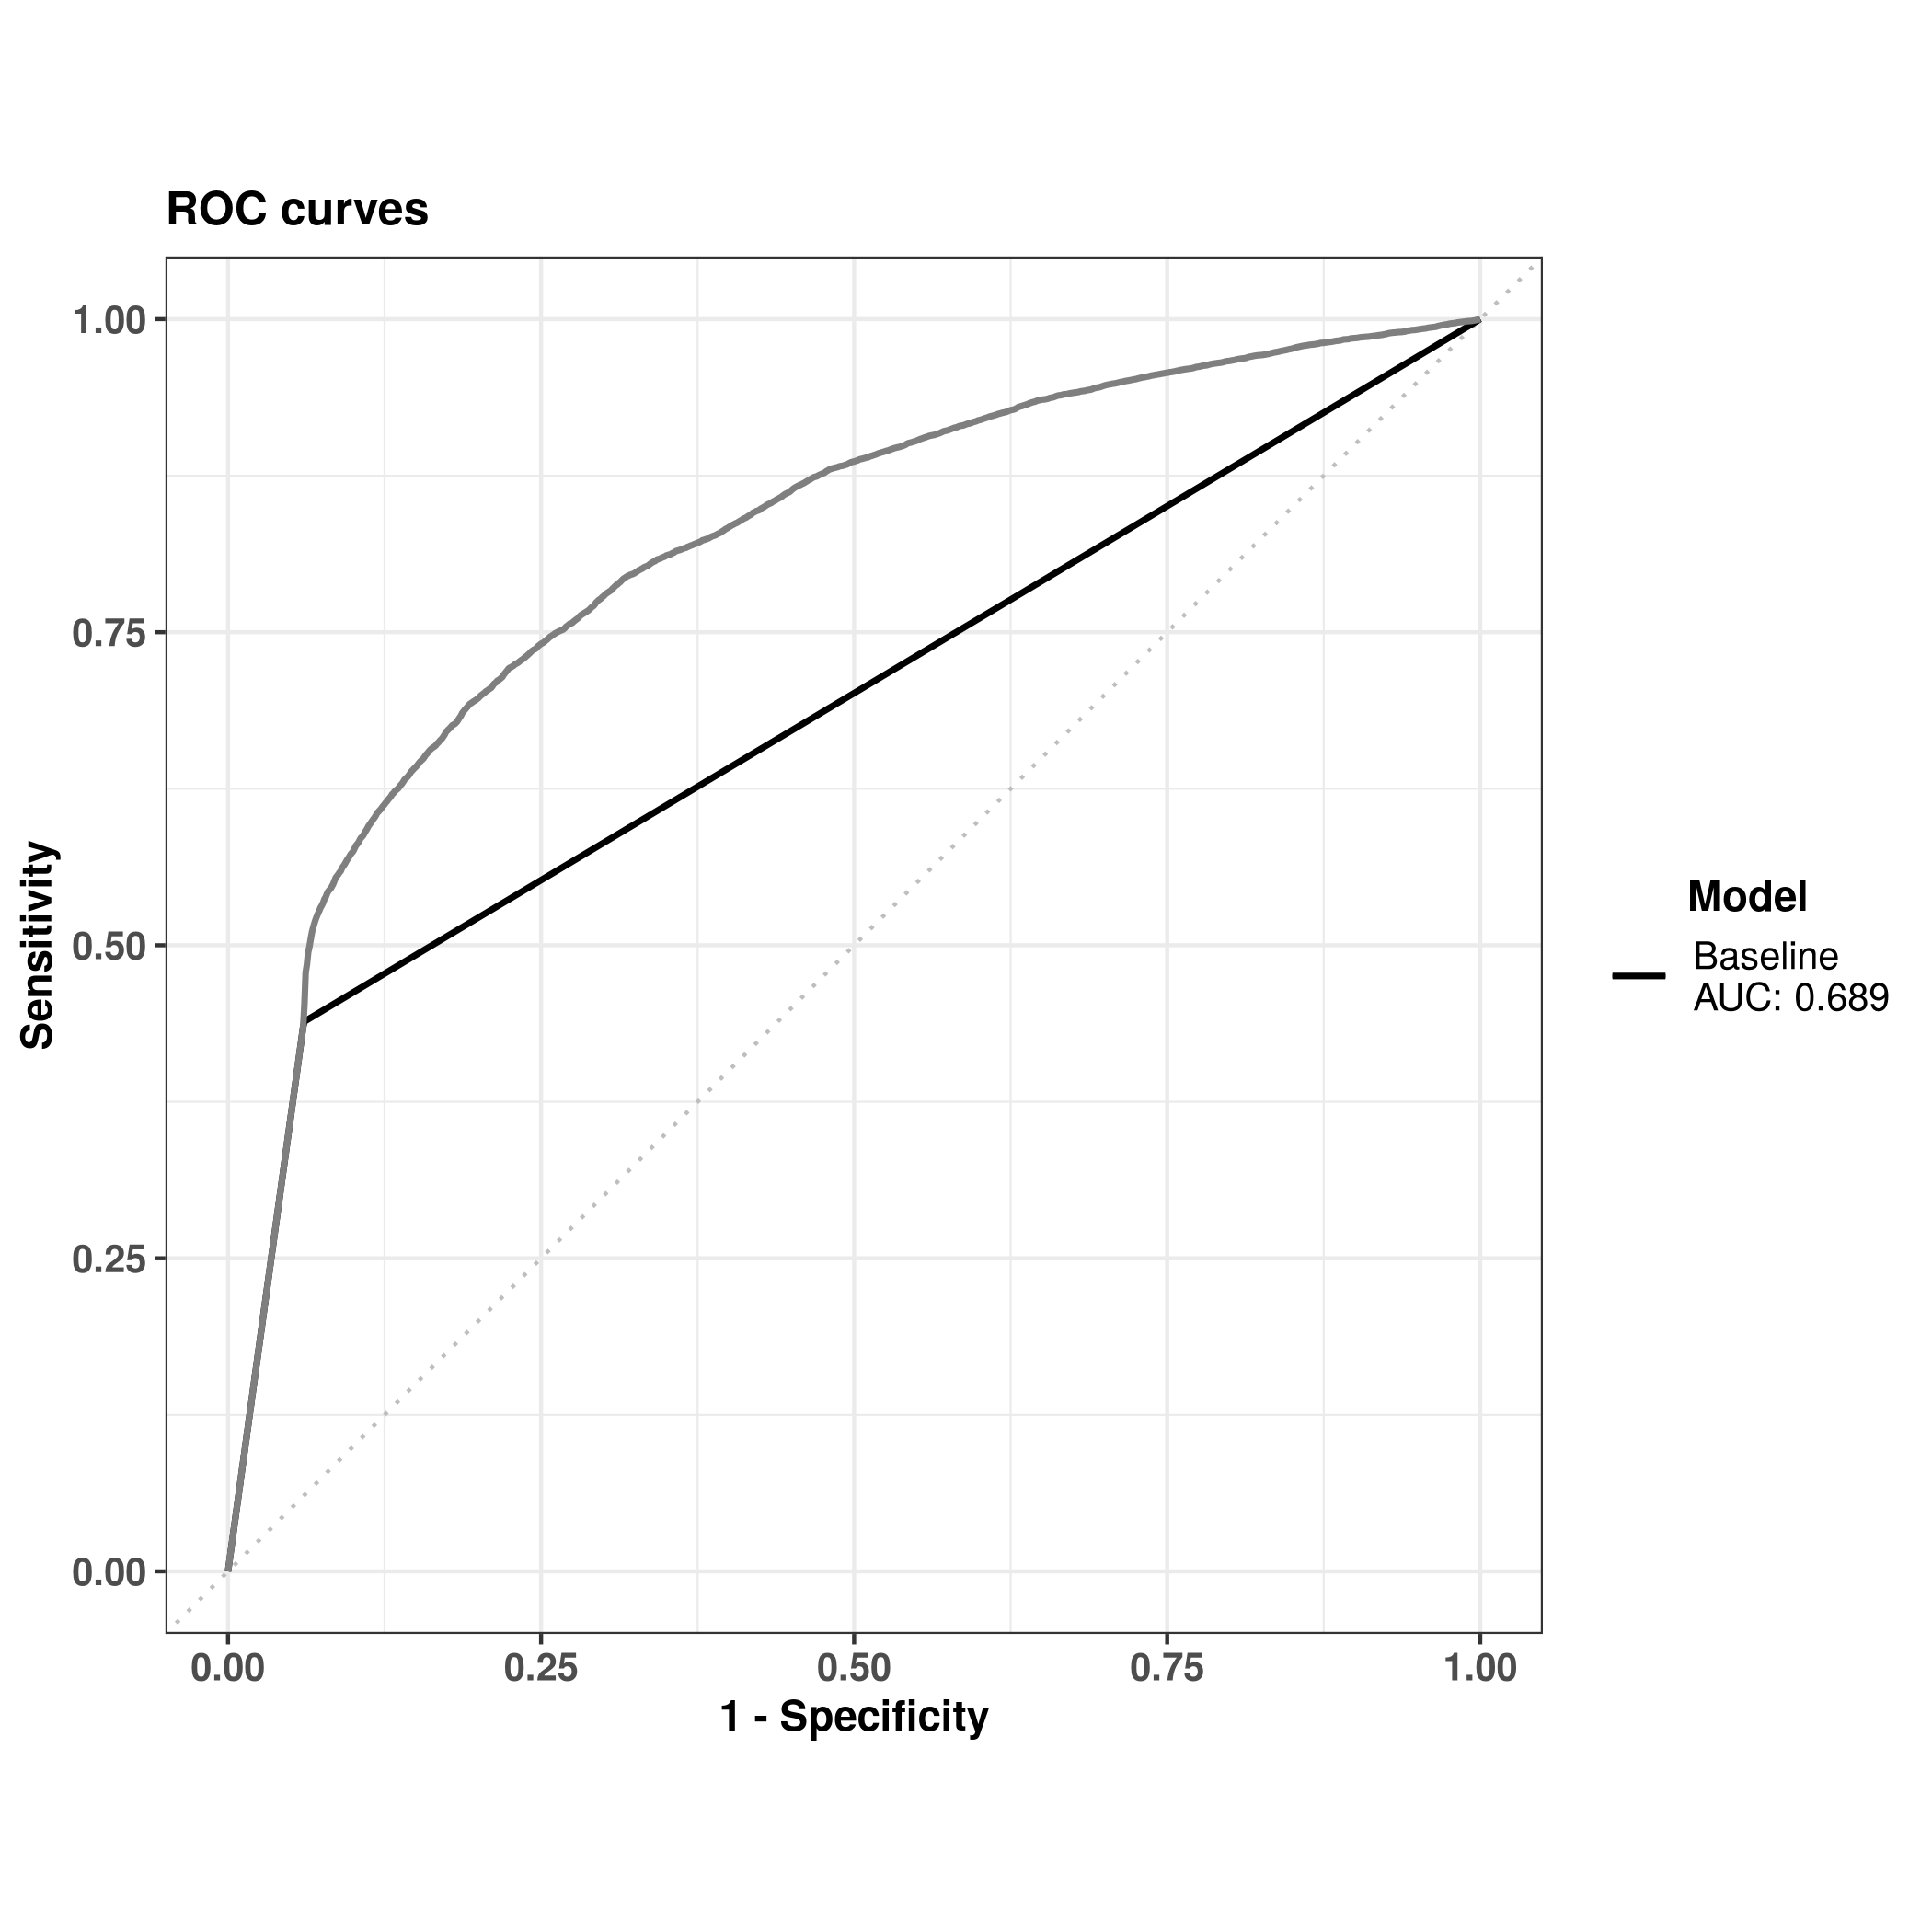 ROC curves
1.00
0.75
0.50
0.25
0.00
Sensitivity
0.00 0.25 0.50 0.75 1.00
1 - Specificity
Model
Baseline
AUC: 0.689